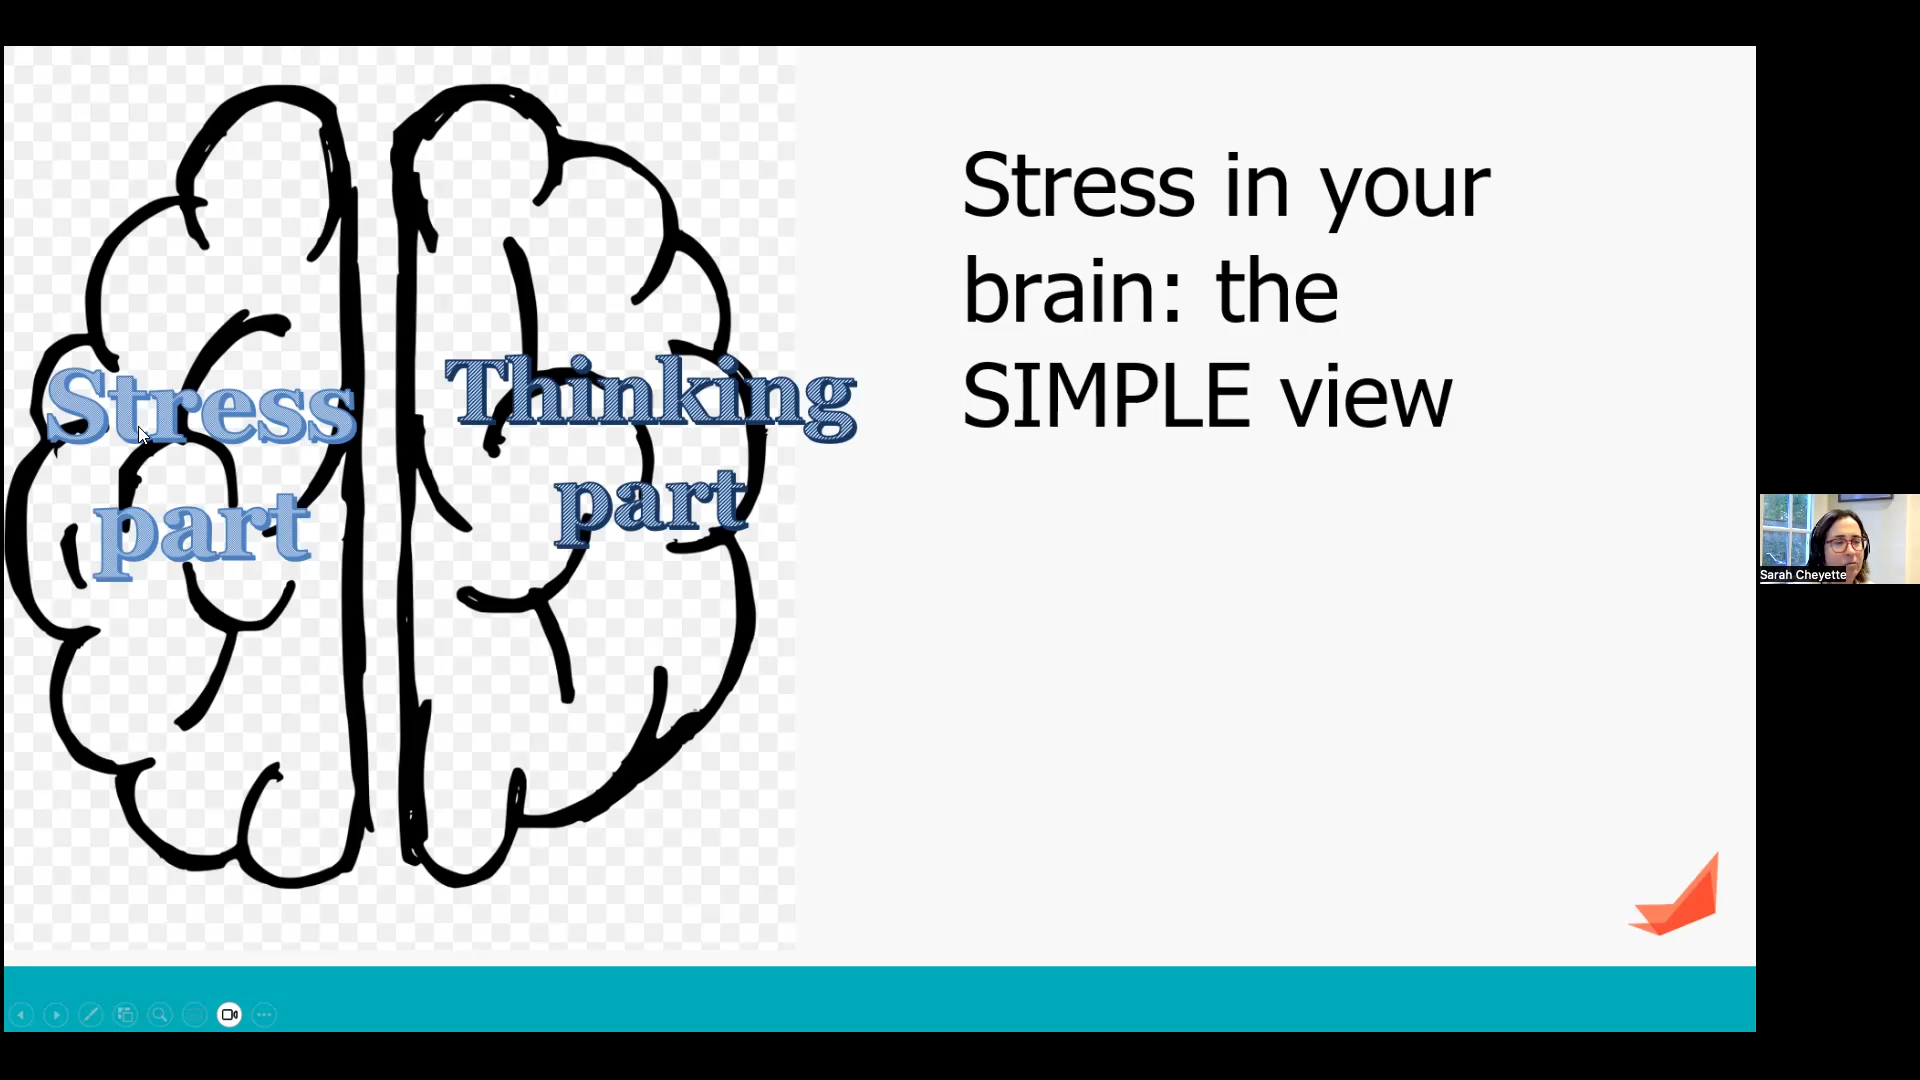 Stress
part
Thinking
part
Stress in your
brain: the
SIMPLE view
Sarah Cheyette